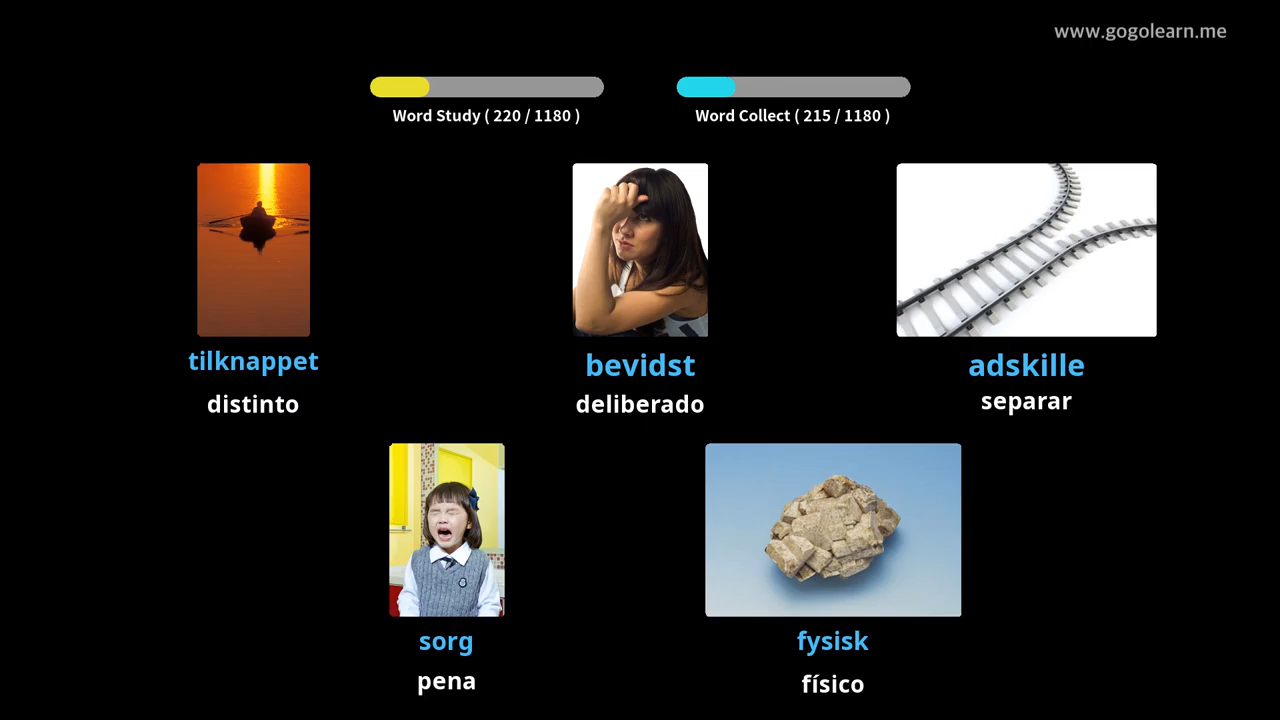 www.gogolearn.me
Word Study ( 220 / 1180 )
Word Collect ( 215 / 1180 )
tilknappet
distinto
bevidst
deliberado
adskille
separar
sorg
pena
fysisk
físico